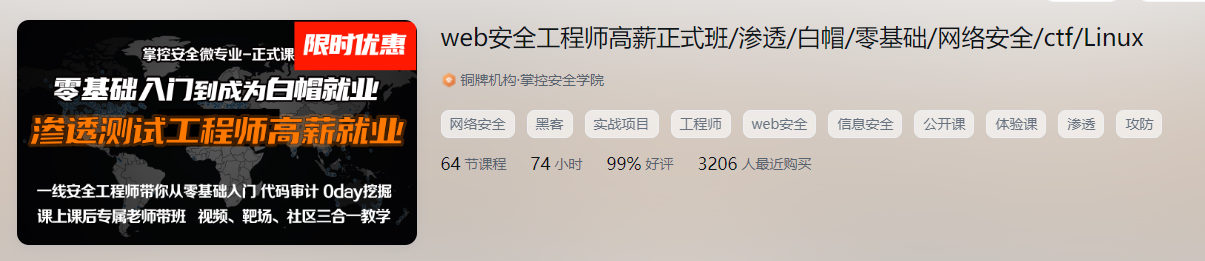 掌控安全微专业-正式课
限时优惠
零基础入门到成为白帽就业
渗透测试工程师高薪就业
一线安全工程师带你从零基础入门 代码审计 0day挖掘
课上课后专属老师带班 视频、靶场、社区三合一教学
web安全工程师高薪正式班/渗透/白帽/零基础/网络安全/ctf/Linux
铜牌机构·掌控安全学院
网络安全 黑客 实战项目 工程师 web安全 信息安全 公开课 体验课 渗透 攻防
64 节课程 74 小时 99% 好评 3206 人最近购买